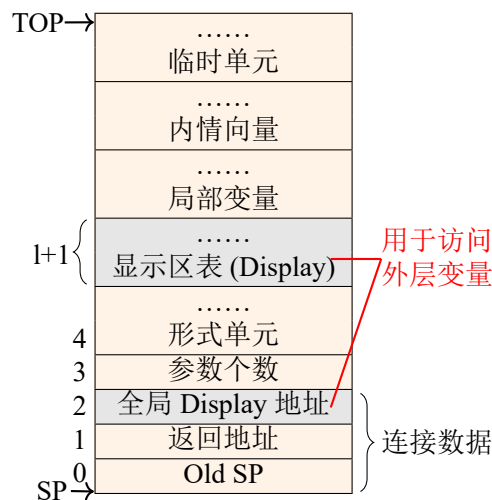 TOP
……
临时单元
……
内情向量
……
局部变量
l+1
……
显示区表 (Display)
用于访问
外层变量
……
4 形式单元
3 参数个数
2 全局 Display 地址
1 返回地址
连接数据
0 Old SP
SP